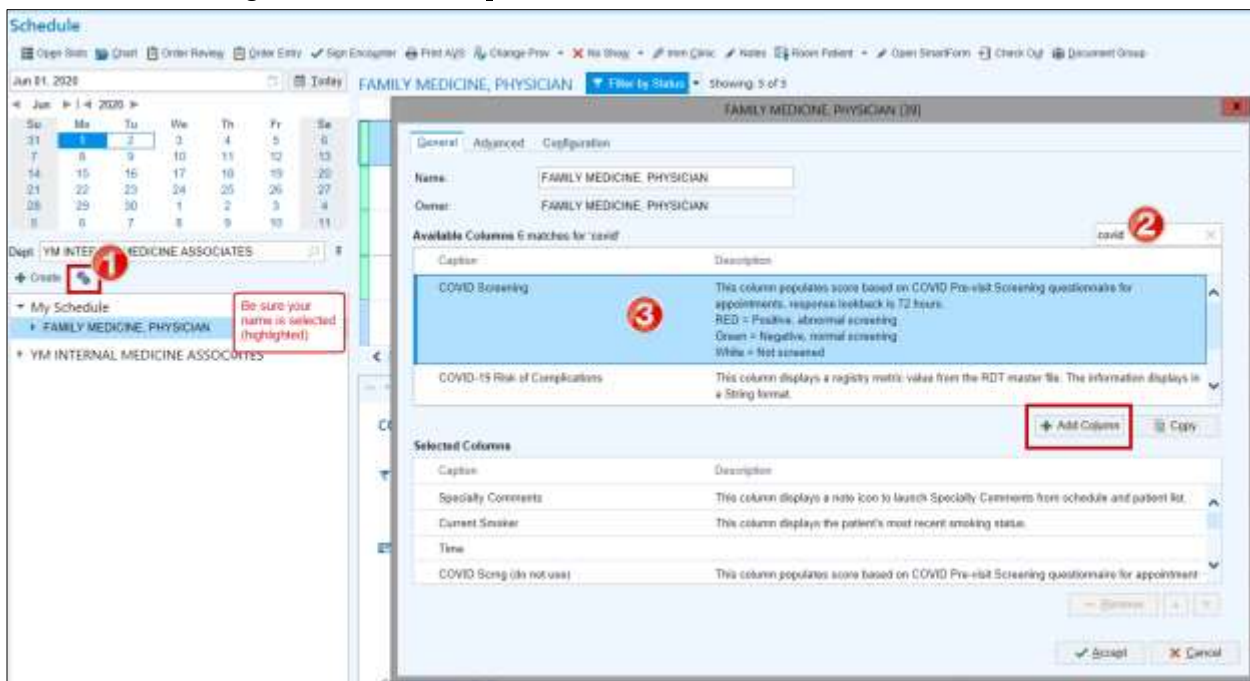 Schedule
Open Slots Chart Order Review Order Entry Sign Encounter Print AVS Change Prov No Show Imm Clinic Notes Room Patient Open SmartForm Check Out Document Group
Jun 01, 2020 Today FAMILY MEDICINE, PHYSICIAN Filter by Status Showing 5 of 5
Jun 2020
Su Mo Tu We Th Fr Sa
31 1 2 3 4 5 6
7 8 9 10 11 12 13
14 15 16 17 18 19 20
21 22 23 24 25 26 27
28 29 30 1 2 3 4
5 6 7 8 9 10 11
Dept: YM INTERNAL MEDICINE ASSOCIATES
Create
1
My Schedule
FAMILY MEDICINE, PHYSICIAN
YM INTERNAL MEDICINE ASSOCIATES
Be sure your
name is selected
(highlighted)
FAMILY MEDICINE, PHYSICIAN [39]
General Advanced Configuration
Name: FAMILY MEDICINE, PHYSICIAN
Owner: FAMILY MEDICINE, PHYSICIAN
Available Columns 6 matches for 'covid' covid 2
Caption Description
COVID Screening This column populates score based on COVID Pre-visit Screening questionnaire for
appointments, response lookback is 72 hours.
3 RED = Positive, abnormal screening
Green = Negative, normal screening
White = Not screened
COVID-19 Risk of Complications This column displays a registry metric value from the RDT master file. The information displays in
a String format.
Add Column Copy
Selected Columns
Caption Description
Specialty Comments This column displays a note icon to launch Specialty Comments from schedule and patient list.
Current Smoker This column displays the patient's most recent smoking status.
Time
COVID Scrng (do not use) This column populates score based on COVID Pre-visit Screening questionnaire for appointment
Remove
Accept Cancel